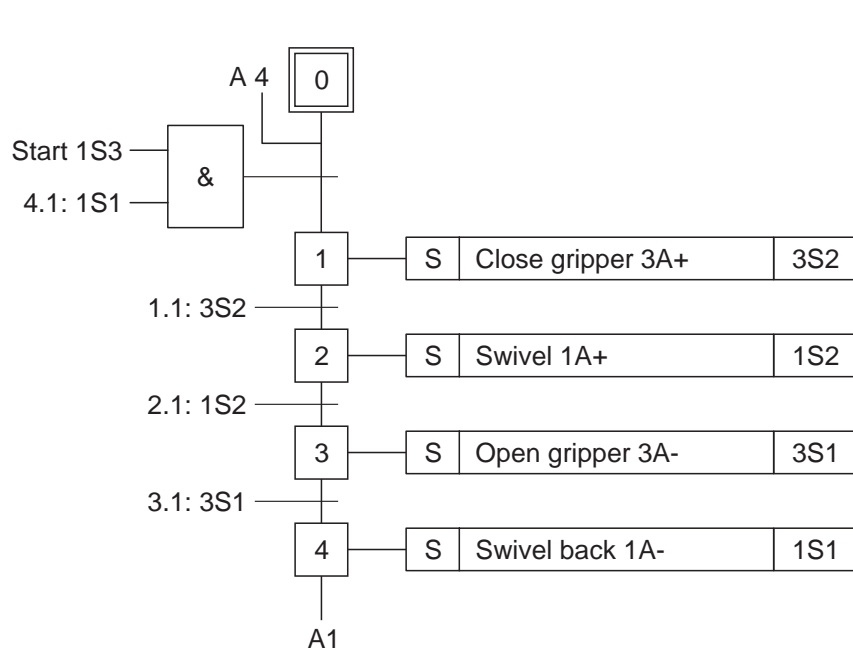 A 4
0
Start 1S3
&
4.1: 1S1
1 S Close gripper 3A+ 3S2
1.1: 3S2
2 S Swivel 1A+ 1S2
2.1: 1S2
3 S Open gripper 3A- 3S1
3.1: 3S1
4 S Swivel back 1A- 1S1
A1